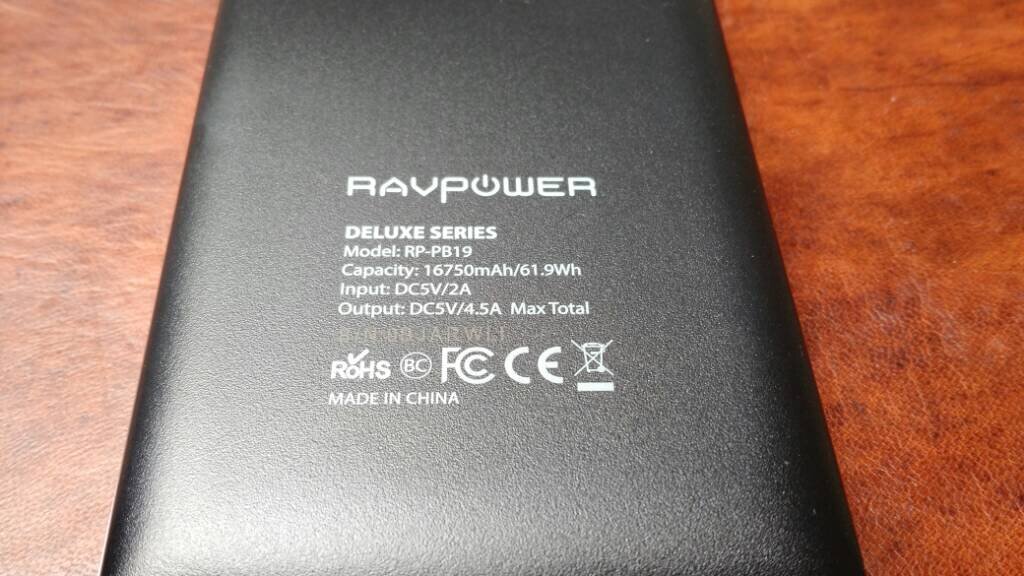 RAVPOWER
DELUXE SERIES
Model: RP-PB19
Capacity: 16750mAh/61.9Wh
Input: DC5V/2A
Output: DC5V/4.5A Max Total
RoHS BC FC CE
MADE IN CHINA